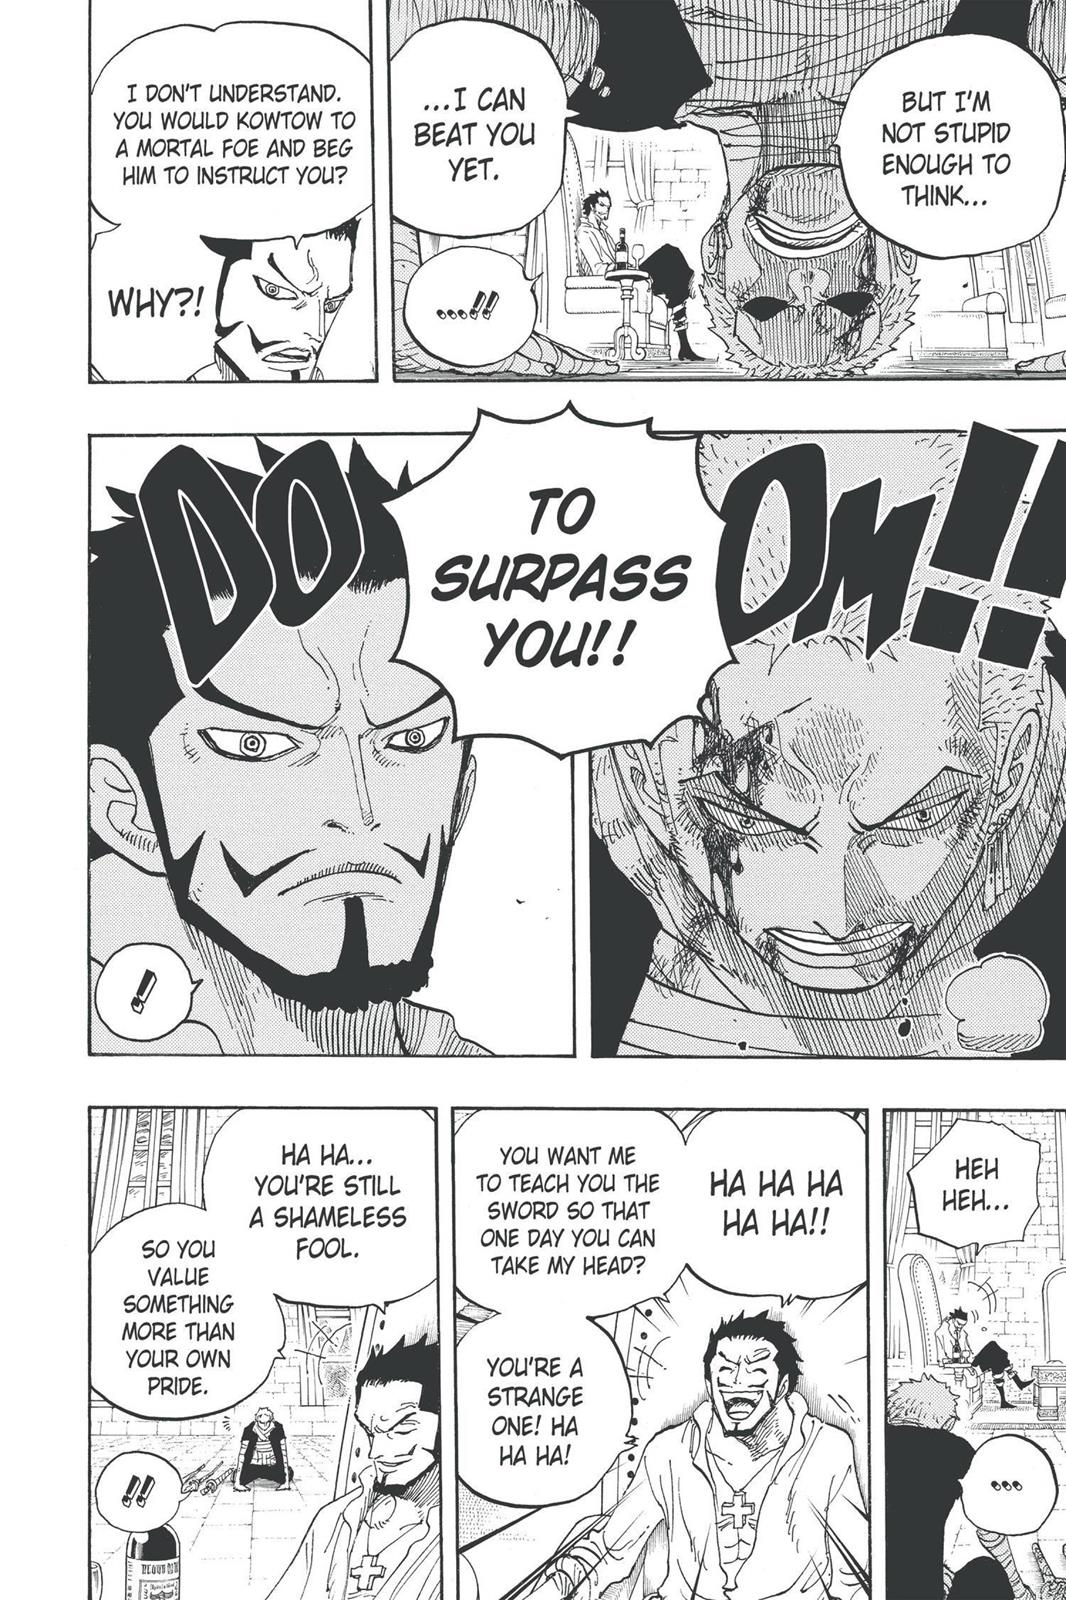 BUT I'M
NOT STUPID
ENOUGH TO
THINK...
...I CAN
BEAT YOU
YET.
...!!
I DON'T UNDERSTAND.
YOU WOULD KOWTOW TO
A MORTAL FOE AND BEG
HIM TO INSTRUCT YOU?
WHY?!
TO
SURPASS
YOU!!
DOOM!!
!
HEH
HEH...
...
HA HA HA
HA HA!!
YOU WANT ME
TO TEACH YOU THE
SWORD SO THAT
ONE DAY YOU CAN
TAKE MY HEAD?
YOU'RE A
STRANGE
ONE! HA
HA HA!
HA HA...
YOU'RE STILL
A SHAMELESS
FOOL.
SO YOU
VALUE
SOMETHING
MORE THAN
YOUR OWN
PRIDE.
!!